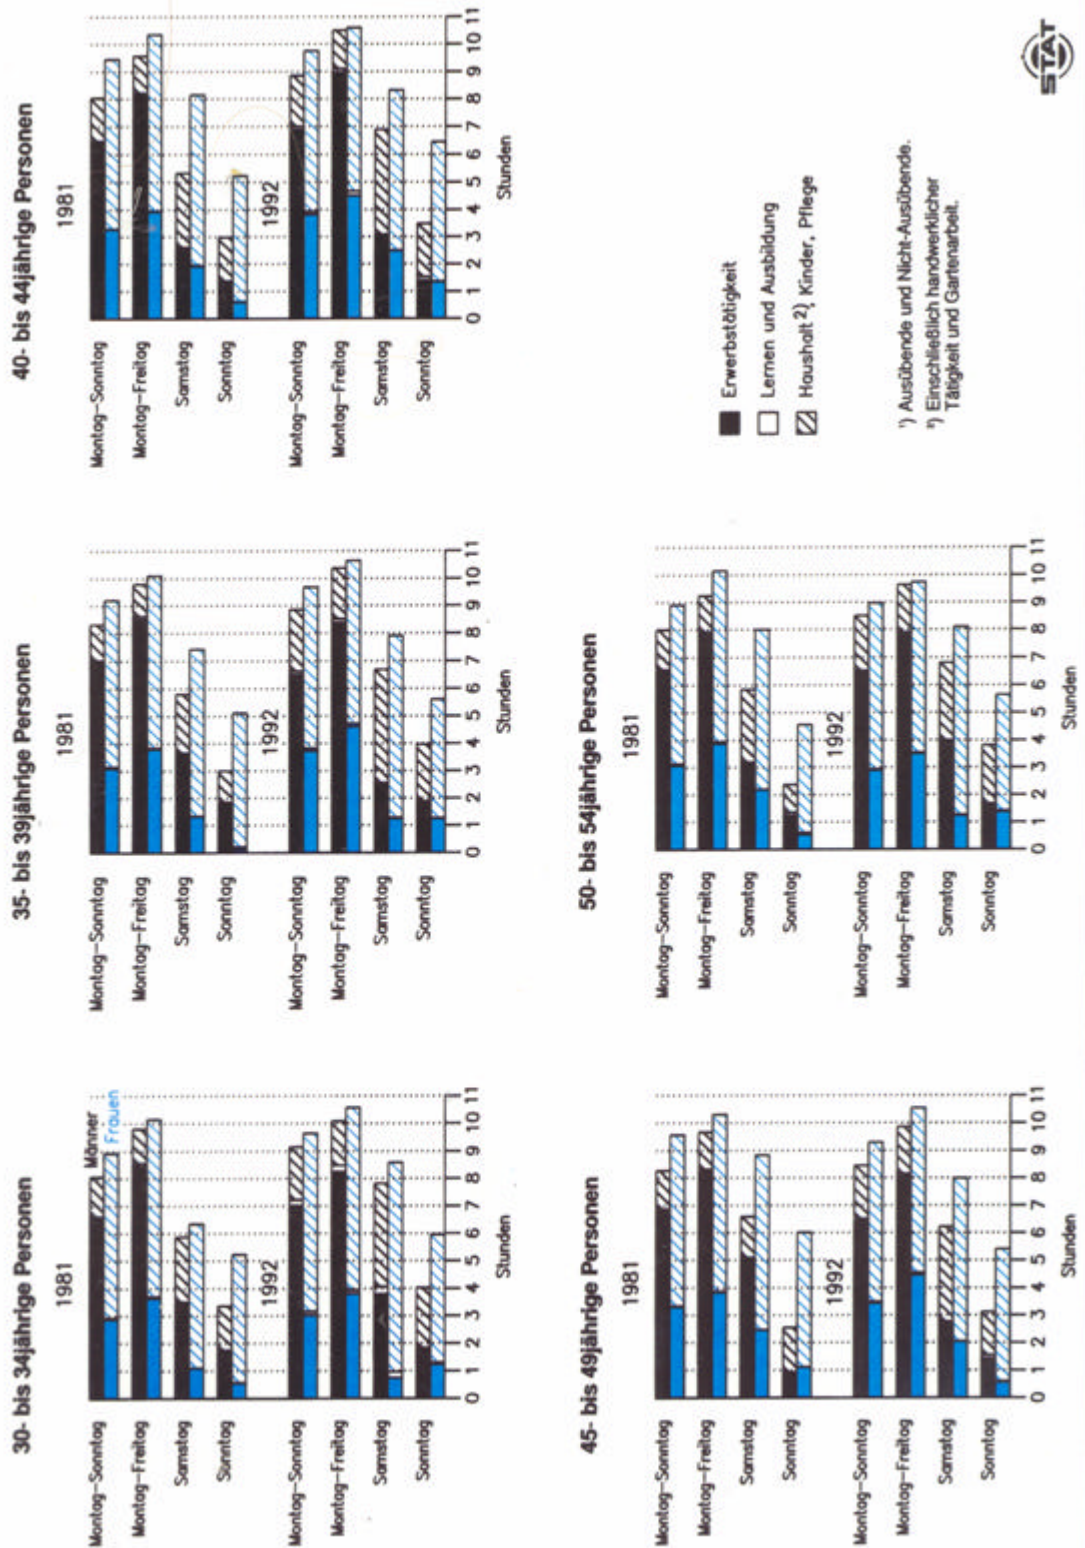 30- bis 34jährige Personen
1981
Männer
Frauen
Montag–Sonntag
Montag–Freitag
Samstag
Sonntag
1992
Montag–Sonntag
Montag–Freitag
Samstag
Sonntag
0 1 2 3 4 5 6 7 8 9 10 11
Stunden
35- bis 39jährige Personen
1981
Montag–Sonntag
Montag–Freitag
Samstag
Sonntag
1992
Montag–Sonntag
Montag–Freitag
Samstag
Sonntag
0 1 2 3 4 5 6 7 8 9 10 11
Stunden
40- bis 44jährige Personen
1981
Montag–Sonntag
Montag–Freitag
Samstag
Sonntag
1992
Montag–Sonntag
Montag–Freitag
Samstag
Sonntag
0 1 2 3 4 5 6 7 8 9 10 11
Stunden
45- bis 49jährige Personen
1981
Montag–Sonntag
Montag–Freitag
Samstag
Sonntag
1992
Montag–Sonntag
Montag–Freitag
Samstag
Sonntag
0 1 2 3 4 5 6 7 8 9 10 11
Stunden
50- bis 54jährige Personen
1981
Montag–Sonntag
Montag–Freitag
Samstag
Sonntag
1992
Montag–Sonntag
Montag–Freitag
Samstag
Sonntag
0 1 2 3 4 5 6 7 8 9 10 11
Stunden
Erwerbstätigkeit
Lernen und Ausbildung
Haushalt 2), Kinder, Pflege
¹) Ausübende und Nicht-Ausübende.
²) Einschließlich handwerklicher
Tätigkeit und Gartenarbeit.
STAT